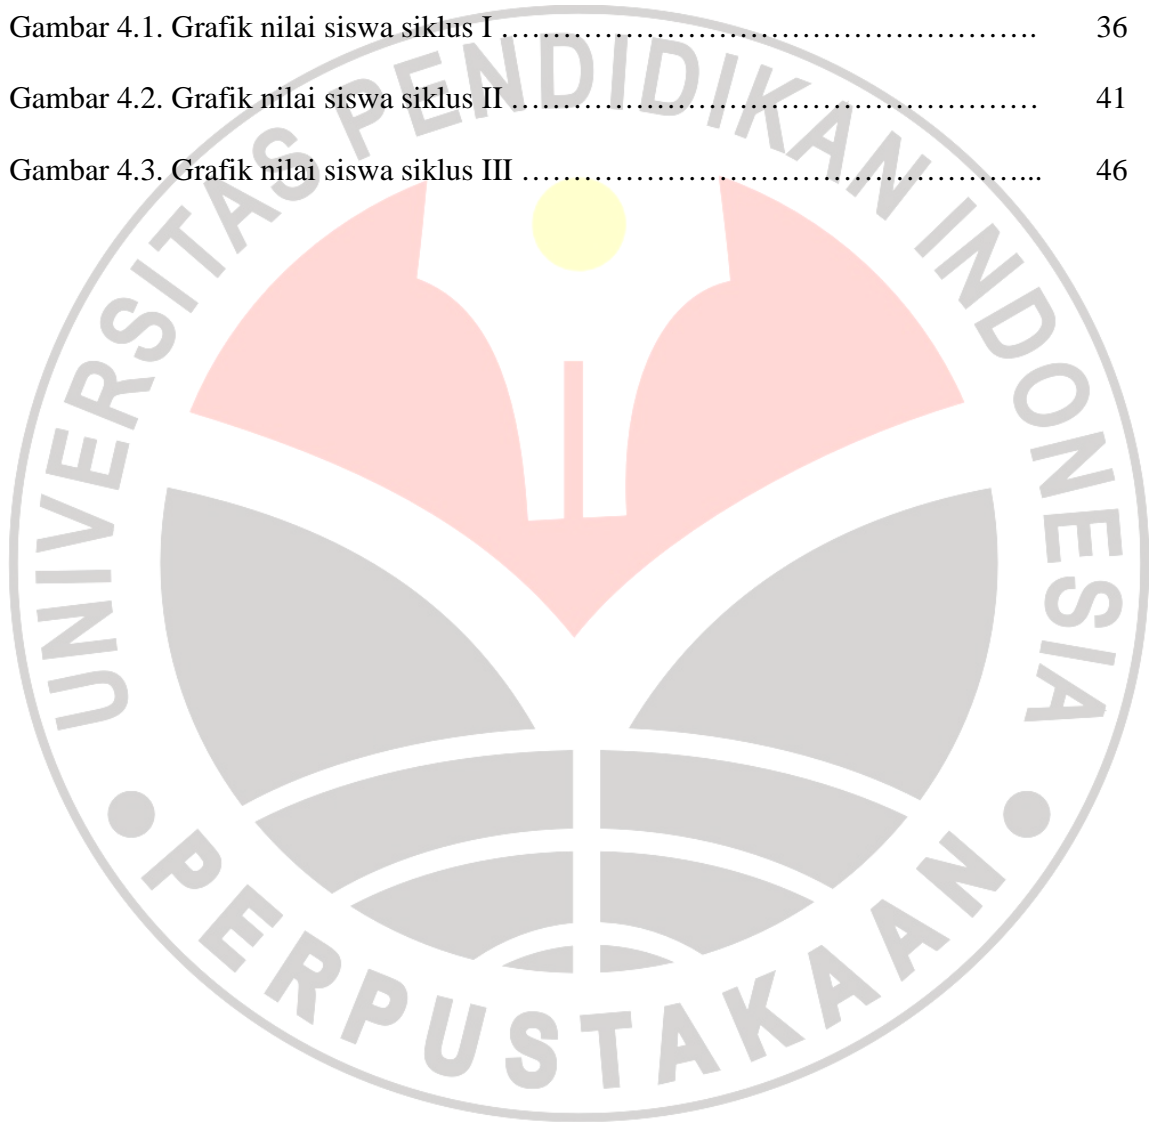 Gambar 4.1. Grafik nilai siswa siklus I ……………………………………………………. 36
Gambar 4.2. Grafik nilai siswa siklus II …………………………………………………… 41
Gambar 4.3. Grafik nilai siswa siklus III …………………………………………………... 46
UNIVERSITAS PENDIDIKAN INDONESIA
PERPUSTAKAAN